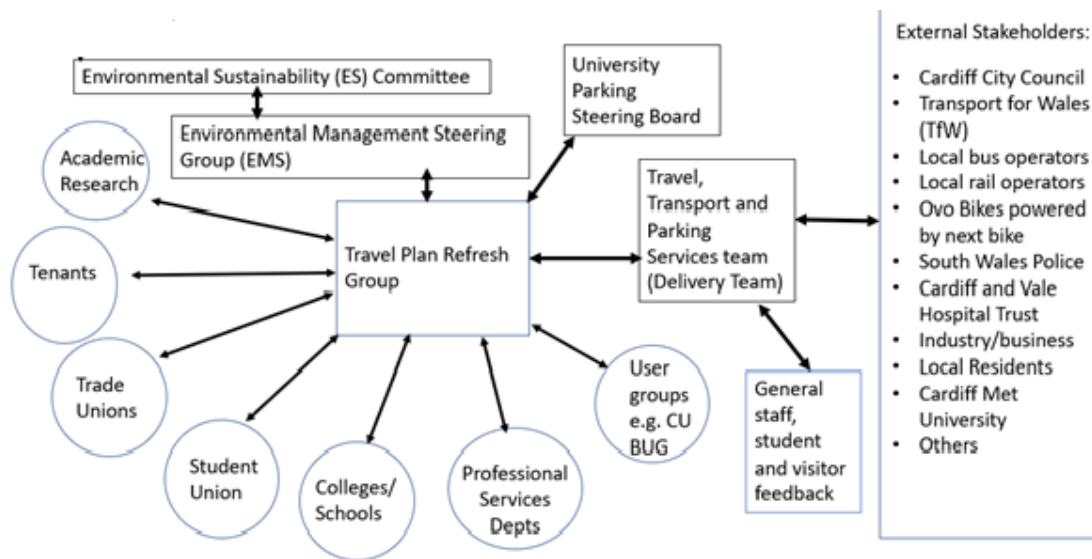 Environmental Sustainability (ES) Committee
Environmental Management Steering
Group (EMS)
University
Parking
Steering Board
Academic
Research
Tenants
Trade
Unions
Student
Union
Colleges/
Schools
Professional
Services
Depts
User
groups
e.g. CU
BUG
Travel Plan Refresh
Group
Travel,
Transport and
Parking
Services team
(Delivery Team)
General
staff,
student
and visitor
feedback
External Stakeholders:
• Cardiff City Council
• Transport for Wales
(TfW)
• Local bus operators
• Local rail operators
• Ovo Bikes powered
by next bike
• South Wales Police
• Cardiff and Vale
Hospital Trust
• Industry/business
• Local Residents
• Cardiff Met
University
• Others